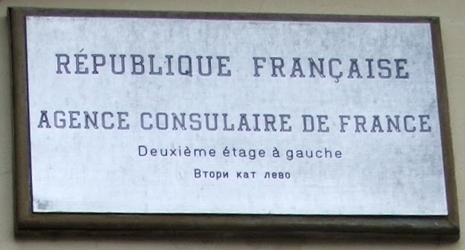 RÉPUBLIQUE FRANÇAISE
AGENCE CONSULAIRE DE FRANCE
Deuxième étage à gauche
Втори кат лево